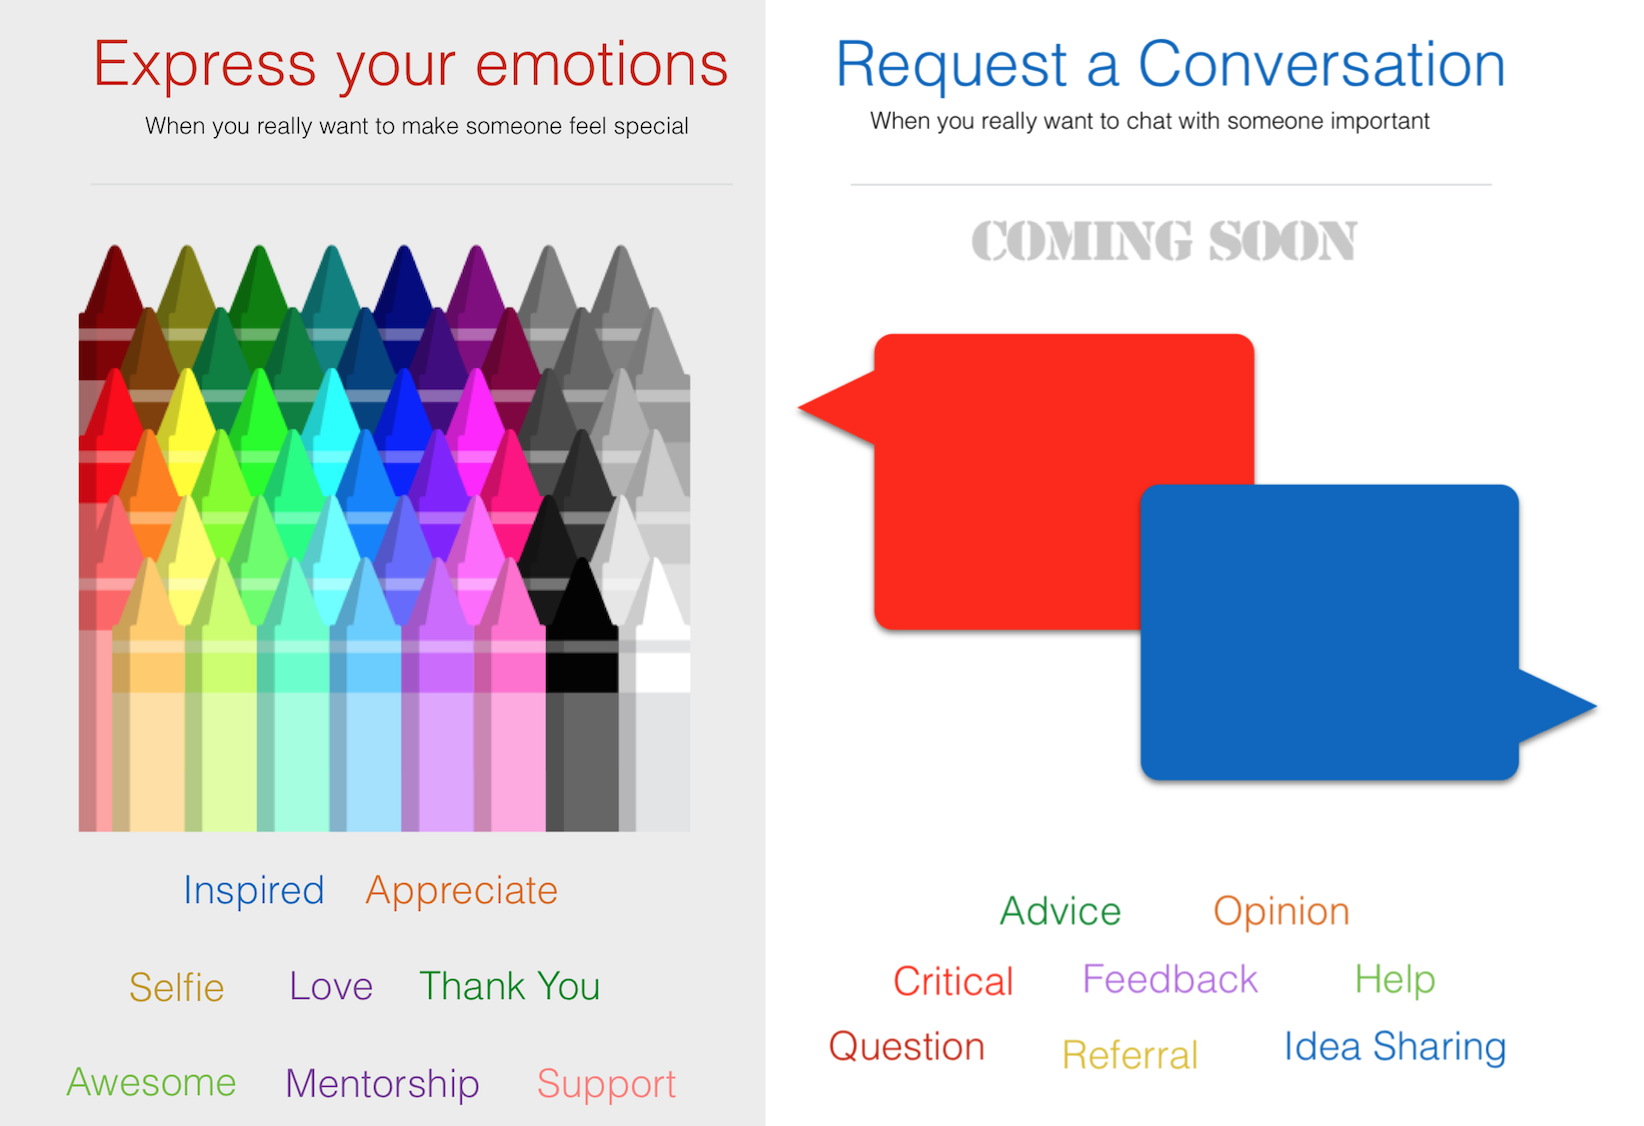 Express your emotions
When you really want to make someone feel special
Inspired Appreciate
Selfie Love Thank You
Awesome Mentorship Support
Request a Conversation
When you really want to chat with someone important
COMING SOON
Advice Opinion
Critical Feedback Help
Question Referral Idea Sharing